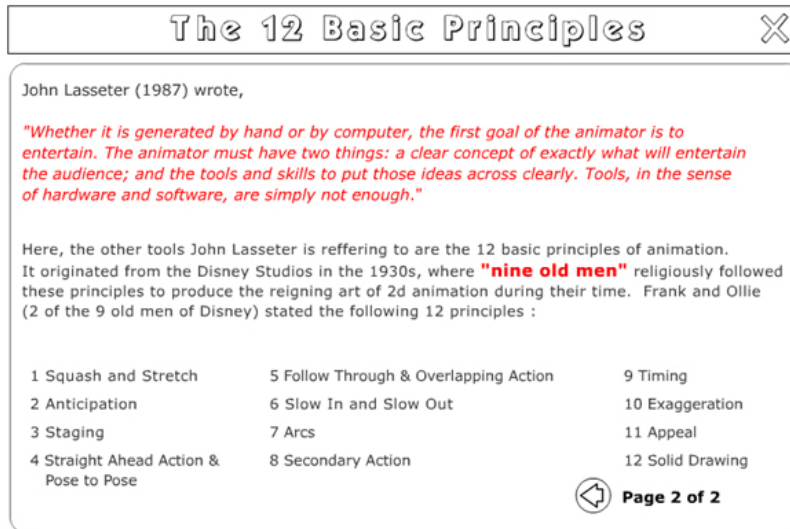 The 12 Basic Principles
John Lasseter (1987) wrote,
"Whether it is generated by hand or by computer, the first goal of the animator is to
entertain. The animator must have two things: a clear concept of exactly what will entertain
the audience; and the tools and skills to put those ideas across clearly. Tools, in the sense
of hardware and software, are simply not enough."
Here, the other tools John Lasseter is reffering to are the 12 basic principles of animation.
It originated from the Disney Studios in the 1930s, where "nine old men" religiously followed
these principles to produce the reigning art of 2d animation during their time. Frank and Ollie
(2 of the 9 old men of Disney) stated the following 12 principles :
1 Squash and Stretch
2 Anticipation
3 Staging
4 Straight Ahead Action &
Pose to Pose
5 Follow Through & Overlapping Action
6 Slow In and Slow Out
7 Arcs
8 Secondary Action
9 Timing
10 Exaggeration
11 Appeal
12 Solid Drawing
Page 2 of 2